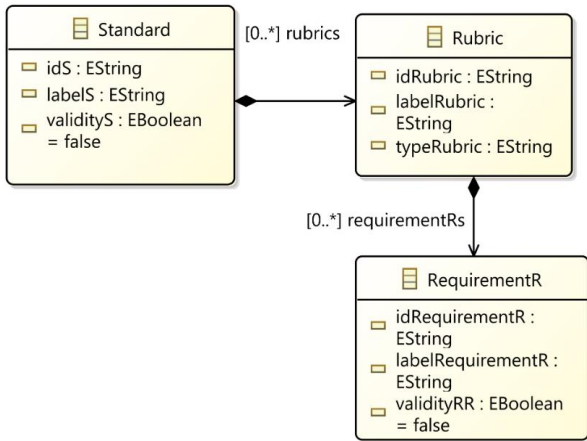 Standard
idS : EString
labelS : EString
validityS : EBoolean
= false
[0..*] rubrics
Rubric
idRubric : EString
labelRubric :
EString
typeRubric : EString
[0..*] requirementRs
RequirementR
idRequirementR :
EString
labelRequirementR :
EString
validityRR : EBoolean
= false